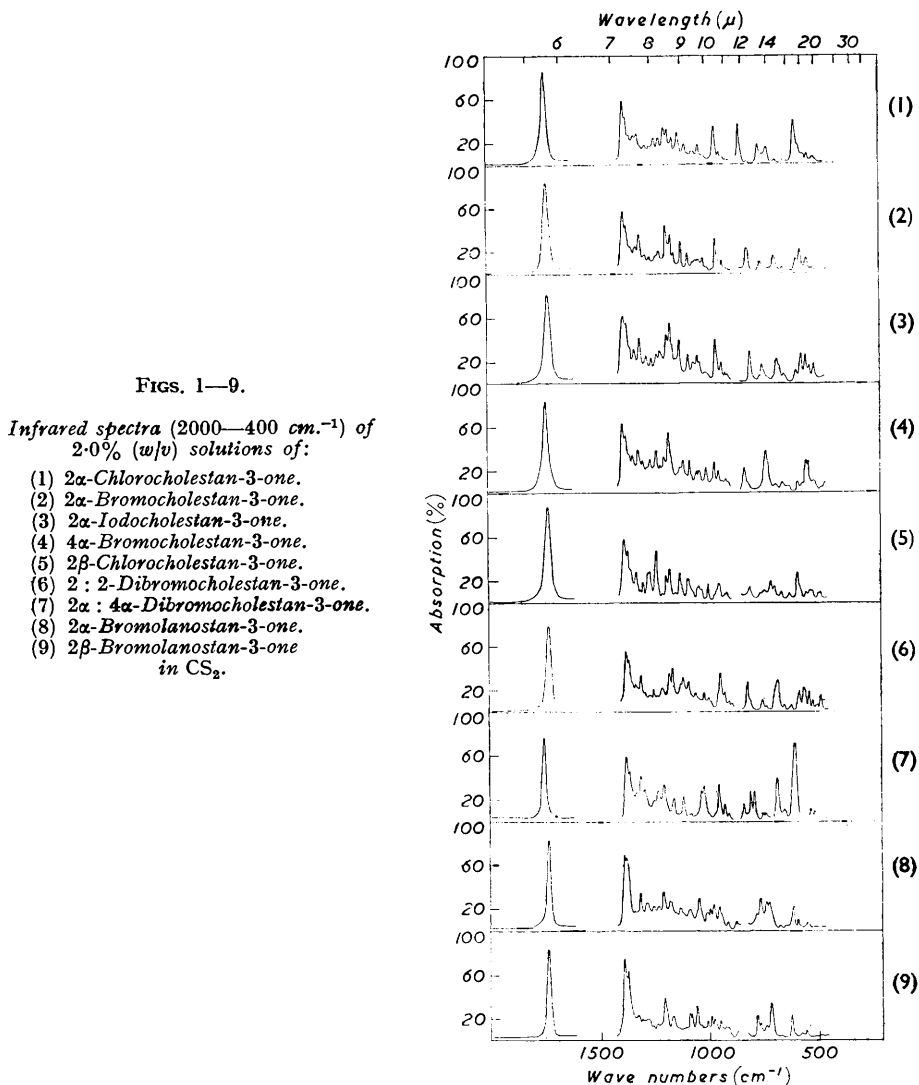 FIGS. 1—9.
Infrared spectra (2000—400 cm.⁻¹) of
2·0% (w/v) solutions of:
(1) 2α-Chlorocholestan-3-one.
(2) 2α-Bromocholestan-3-one.
(3) 2α-Iodocholestan-3-one.
(4) 4α-Bromocholestan-3-one.
(5) 2β-Chlorocholestan-3-one.
(6) 2 : 2-Dibromocholestan-3-one.
(7) 2α : 4α-Dibromocholestan-3-one.
(8) 2α-Bromolanostan-3-one.
(9) 2β-Bromolanostan-3-one
in CS₂.
Wavelength (μ)
6 7 8 9 10 12 14 20 30
100
60
20
(1)
100
60
20
(2)
100
60
20
(3)
100
60
20
(4)
100
60
20
(5)
100
60
20
(6)
100
60
20
(7)
100
60
20
(8)
100
60
20
(9)
Absorption (%)
1500 1000 500
Wave numbers (cm⁻¹)